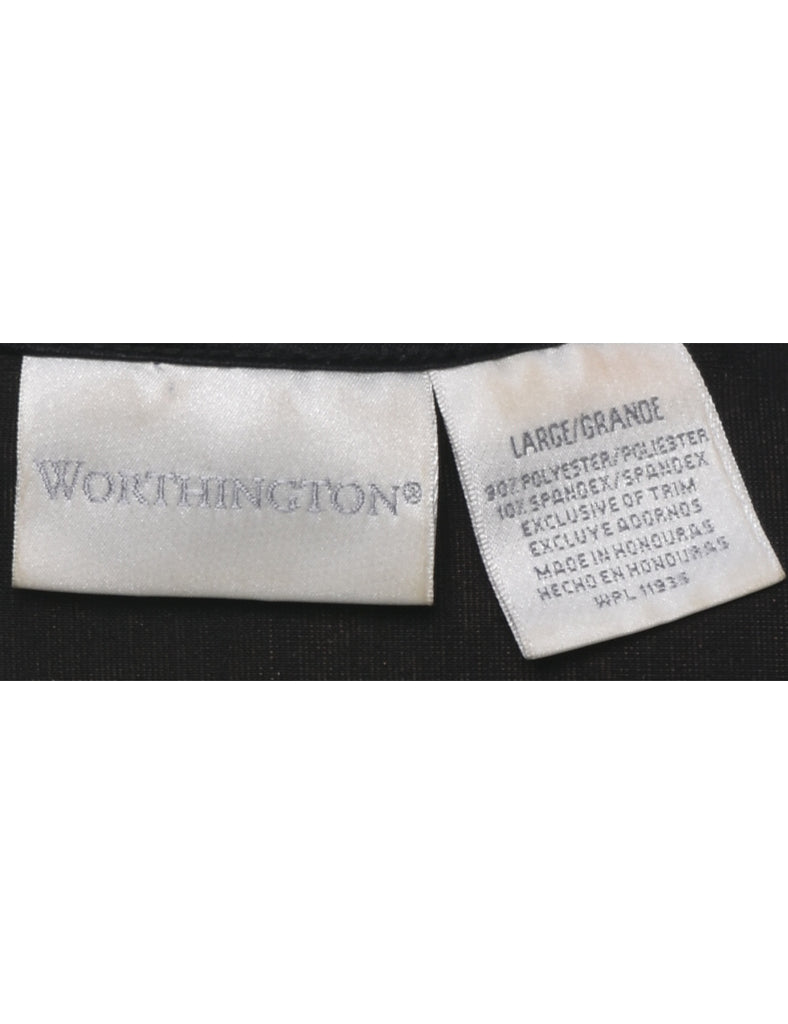 WORTHINGTON®
LARGE/GRANDE
90% POLYESTER/POLIESTER
10% SPANDEX/SPANDEX
EXCLUSIVE OF TRIM
EXCLUYE ADORNOS
MADE IN HONDURAS
HECHO EN HONDURAS
WPL 11935